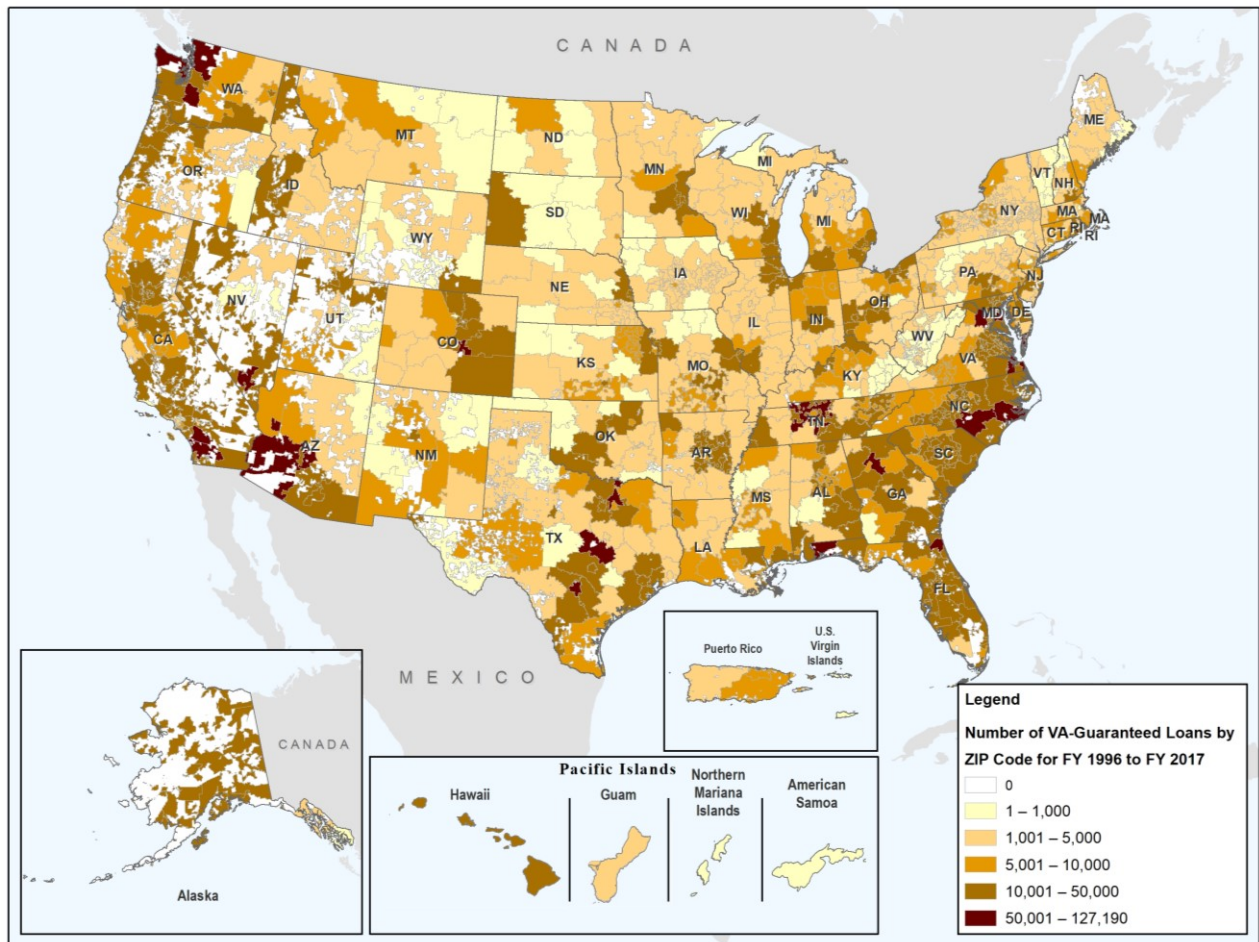 CANADA
WA
MT
ND
MN
MI
ME
VT
NH
OR
ID
SD
WI
MI
NY
MA
MA
CT
RI
RI
WY
IA
PA
NJ
NE
NV
UT
CO
IL
IN
OH
MD
DE
WV
VA
CA
KS
MO
KY
NC
TN
AZ
NM
OK
AR
SC
MS
AL
GA
TX
LA
FL
MEXICO
CANADA
Alaska
Puerto Rico
U.S.
Virgin
Islands
Pacific Islands
Hawaii
Guam
Northern
Mariana
Islands
American
Samoa
Legend
Number of VA-Guaranteed Loans by
ZIP Code for FY 1996 to FY 2017
0
1 – 1,000
1,001 – 5,000
5,001 – 10,000
10,001 – 50,000
50,001 – 127,190